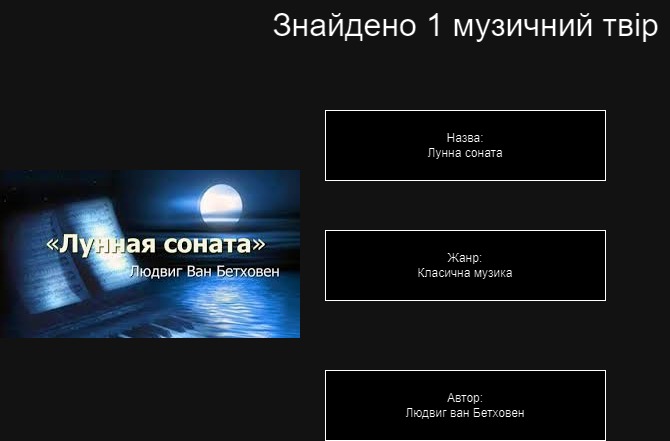 Знайдено 1 музичний твір
Назва:
Лунна соната
«Лунная соната»
Людвиг Ван Бетховен
Жанр:
Класична музика
Автор:
Людвиг ван Бетховен